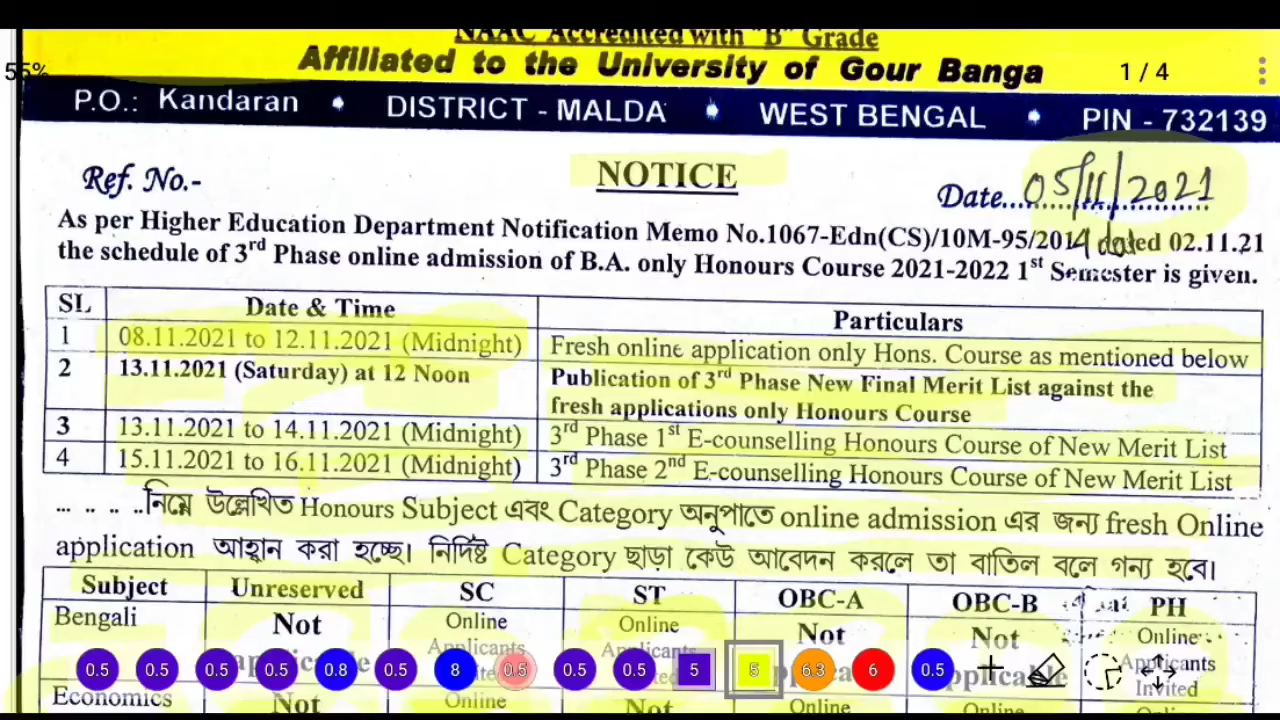 NAAC Accredited with "B" Grade
Affiliated to the University of Gour Banga
55%
1 / 4
P.O.: Kandaran DISTRICT - MALDA WEST BENGAL PIN - 732139
Ref. No.-
NOTICE
Date....05/11/2021
As per Higher Education Department Notification Memo No.1067-Edn(CS)/10M-95/2014 dated 02.11.21
the schedule of 3rd Phase online admission of B.A. only Honours Course 2021-2022 1st Semester is given.
SL Date & Time Particulars
1 08.11.2021 to 12.11.2021 (Midnight) Fresh online application only Hons. Course as mentioned below
2 13.11.2021 (Saturday) at 12 Noon Publication of 3rd Phase New Final Merit List against the
fresh applications only Honours Course
3 13.11.2021 to 14.11.2021 (Midnight) 3rd Phase 1st E-counselling Honours Course of New Merit List
4 15.11.2021 to 16.11.2021 (Midnight) 3rd Phase 2nd E-counselling Honours Course of New Merit List
নিম্নে উল্লেখিত Honours Subject এবং Category অনুপাতে online admission এর জন্য fresh Online
application আহ্বান করা হচ্ছে। নির্দিষ্ট Category ছাড়া কেউ আবেদন করলে তা বাতিল বলে গন্য হবে।
Subject Unreserved SC ST OBC-A OBC-B PH
Bengali Not Online Online Not Not Online
Applicants Applicants Applicants
Invited
0.5 0.5 0.5 0.5 0.8 0.5 8 0.5 0.5 0.5 5 5 6.3 6 0.5
Economics Not Online Not Online Online